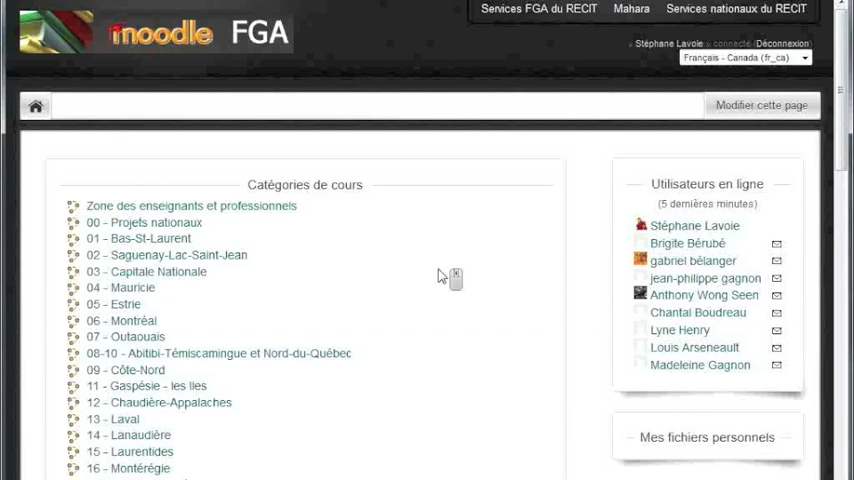 Services FGA du RECIT Mahara Services nationaux du RECIT
moodle FGA
Stéphane Lavoie » connecté (Déconnexion)
Français - Canada (fr_ca)
Modifier cette page
Catégories de cours
Zone des enseignants et professionnels
00 - Projets nationaux
01 - Bas-St-Laurent
02 - Saguenay-Lac-Saint-Jean
03 - Capitale Nationale
04 - Mauricie
05 - Estrie
06 - Montréal
07 - Outaouais
08-10 - Abitibi-Témiscamingue et Nord-du-Québec
09 - Côte-Nord
11 - Gaspésie - les Iles
12 - Chaudière-Appalaches
13 - Laval
14 - Lanaudière
15 - Laurentides
16 - Montérégie
Utilisateurs en ligne
(5 dernières minutes)
Stéphane Lavoie
Brigite Bérubé
gabriel bélanger
jean-philippe gagnon
Anthony Wong Seen
Chantal Boudreau
Lyne Henry
Louis Arseneault
Madeleine Gagnon
Mes fichiers personnels